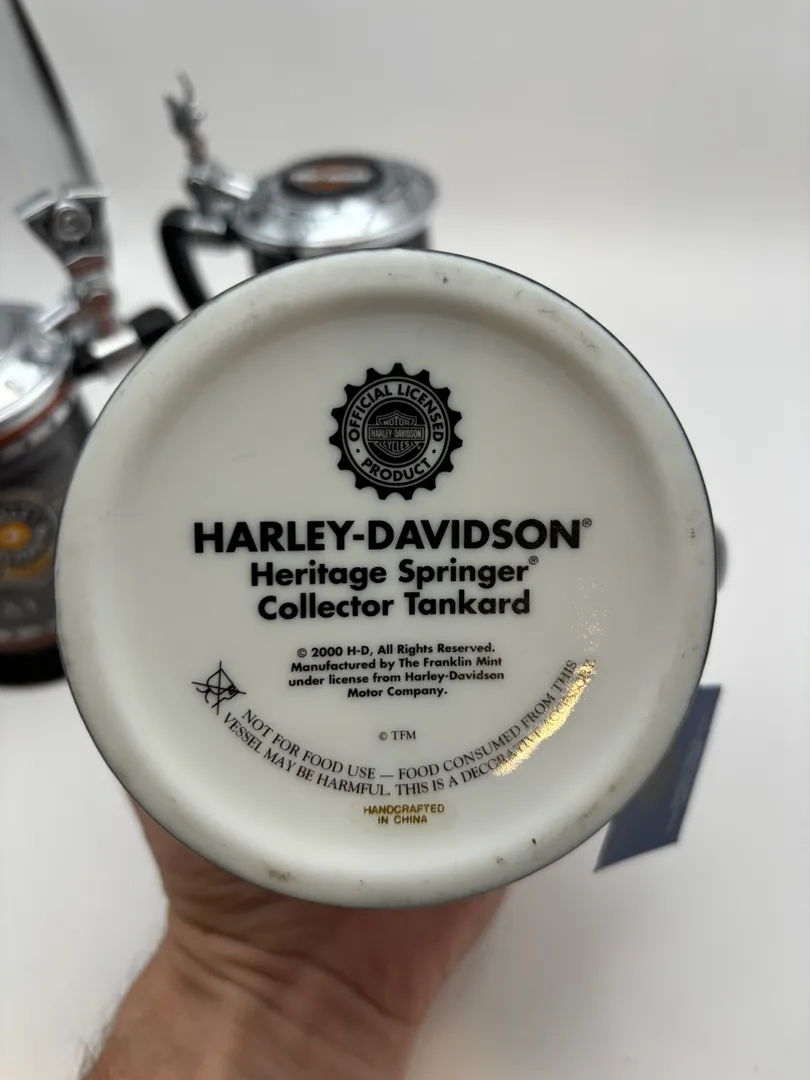 OFFICIAL LICENSED
MOTOR
HARLEY-DAVIDSON
CYCLES
PRODUCT
HARLEY-DAVIDSON®
Heritage Springer®
Collector Tankard
© 2000 H-D, All Rights Reserved.
Manufactured by The Franklin Mint
under license from Harley-Davidson
Motor Company.
© TFM
NOT FOR FOOD USE — FOOD CONSUMED FROM THIS
VESSEL MAY BE HARMFUL. THIS IS A DECORATIVE
HANDCRAFTED
IN CHINA